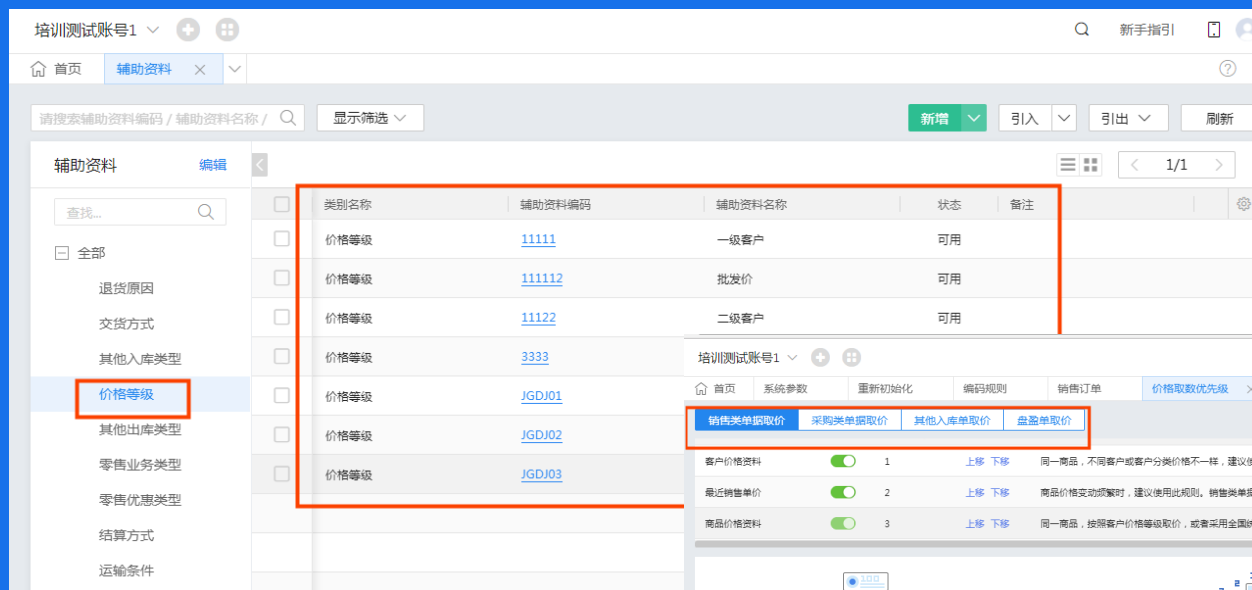 培训测试账号1
新手指引
首页
辅助资料
请搜索辅助资料编码 / 辅助资料名称 /
显示筛选
新增
引入
引出
刷新
辅助资料 编辑
1/1
查找...
全部
退货原因
交货方式
其他入库类型
价格等级
其他出库类型
零售业务类型
零售优惠类型
结算方式
运输条件
类别名称 辅助资料编码 辅助资料名称 状态 备注
价格等级 11111 一级客户 可用
价格等级 111112 批发价 可用
价格等级 11122 二级客户 可用
价格等级 3333
价格等级 JGDJ01
价格等级 JGDJ02
价格等级 JGDJ03
培训测试账号1
首页 系统参数 重新初始化 编码规则 销售订单 价格取数优先级
销售类单据取价 采购类单据取价 其他入库单取价 盘盈单取价
客户价格资料 1 上移 下移 同一商品，不同客户或客户分类价格不一样，建议使
最近销售单价 2 上移 下移 商品价格变动频繁时，建议使用此规则。销售类单据
商品价格资料 3 上移 下移 同一商品，按照客户价格等级取价，或者采用全国统
100